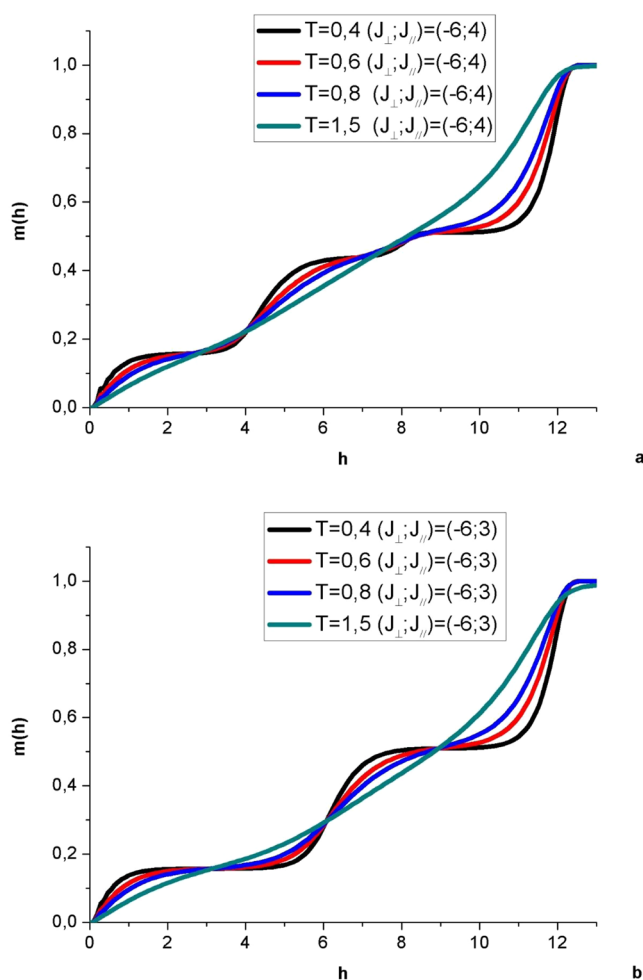 T=0,4 (J⊥;J//)=(-6;4)
T=0,6 (J⊥;J//)=(-6;4)
T=0,8 (J⊥;J//)=(-6;4)
T=1,5 (J⊥;J//)=(-6;4)
1,0
0,8
0,6
0,4
0,2
0,0
m(h)
0 2 4 6 8 10 12
h
a
T=0,4 (J⊥;J//)=(-6;3)
T=0,6 (J⊥;J//)=(-6;3)
T=0,8 (J⊥;J//)=(-6;3)
T=1,5 (J⊥;J//)=(-6;3)
1,0
0,8
0,6
0,4
0,2
0,0
m(h)
0 2 4 6 8 10 12
h
b